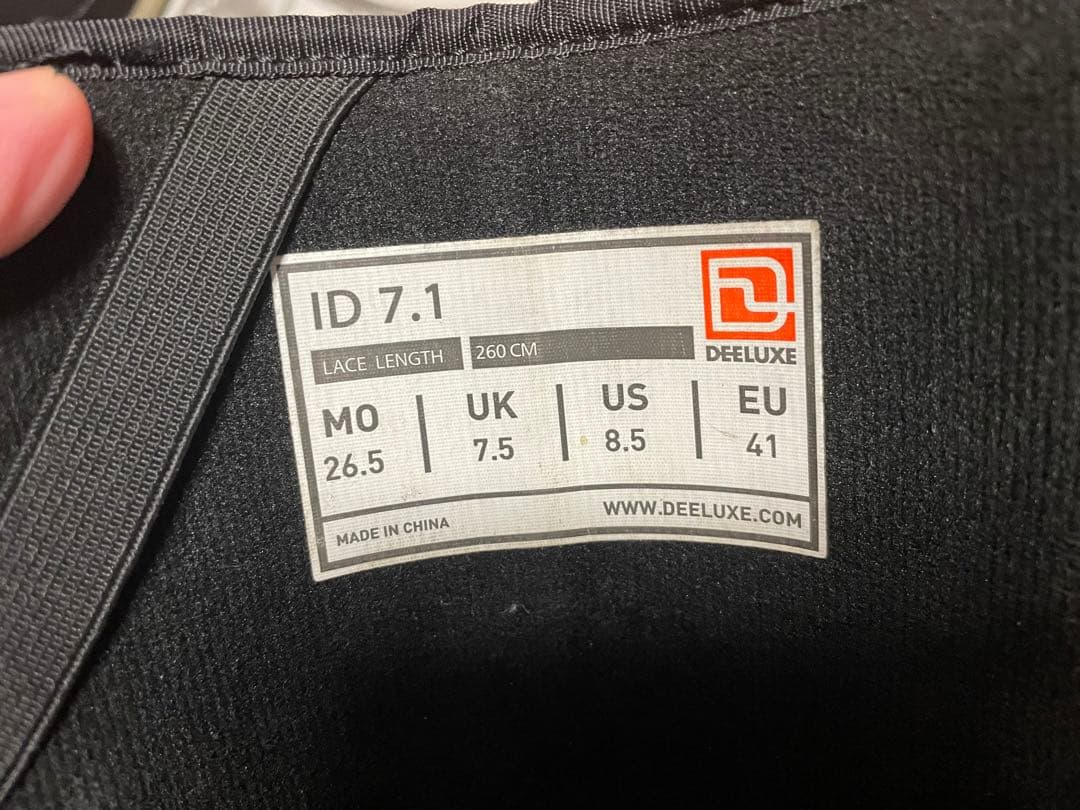 ID 7.1
DEELUXE
LACE LENGTH 260 CM
MO UK US EU
26.5 7.5 8.5 41
MADE IN CHINA WWW.DEELUXE.COM